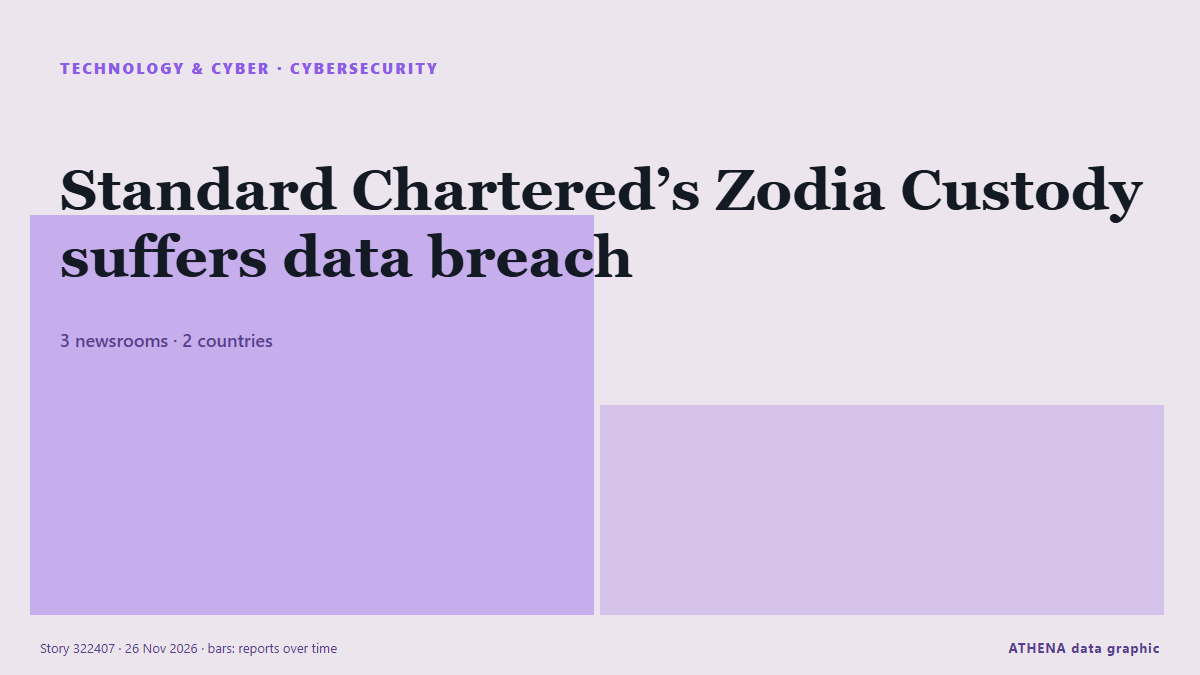 TECHNOLOGY & CYBER · CYBERSECURITY
Standard Chartered’s Zodia Custody
suffers data breach
3 newsrooms · 2 countries
Story 322407 · 26 Nov 2026 · bars: reports over time
ATHENA data graphic